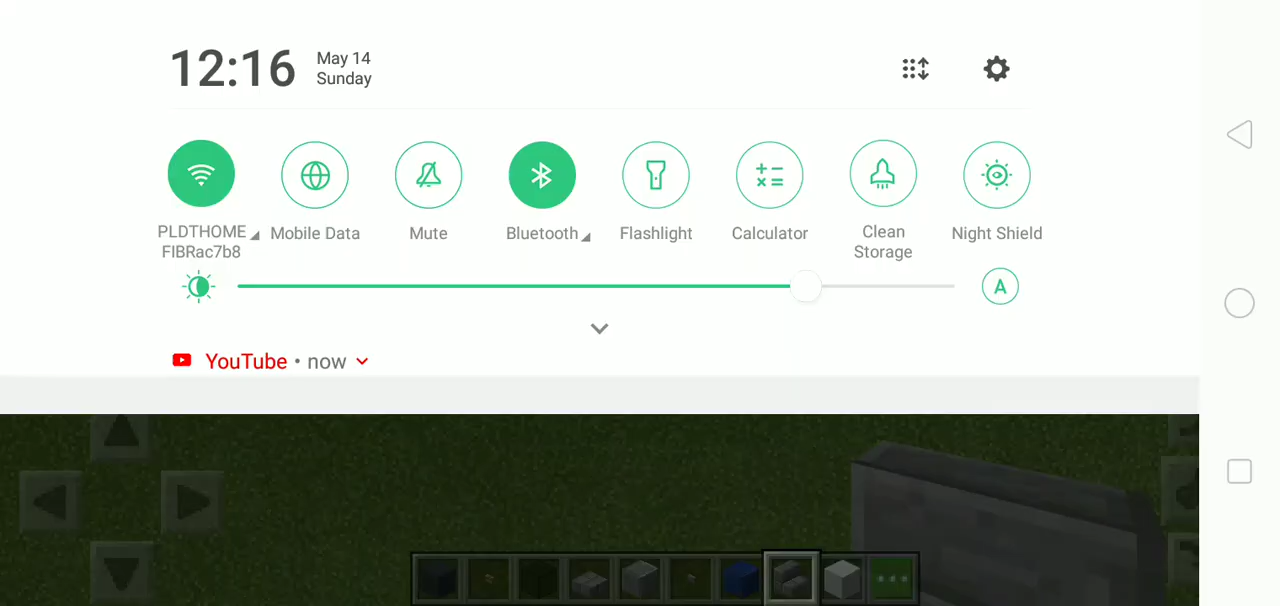 12:16
May 14
Sunday
PLDTHOME
FIBRac7b8
Mobile Data
Mute
Bluetooth
Flashlight
Calculator
Clean
Storage
Night Shield
A
YouTube • now